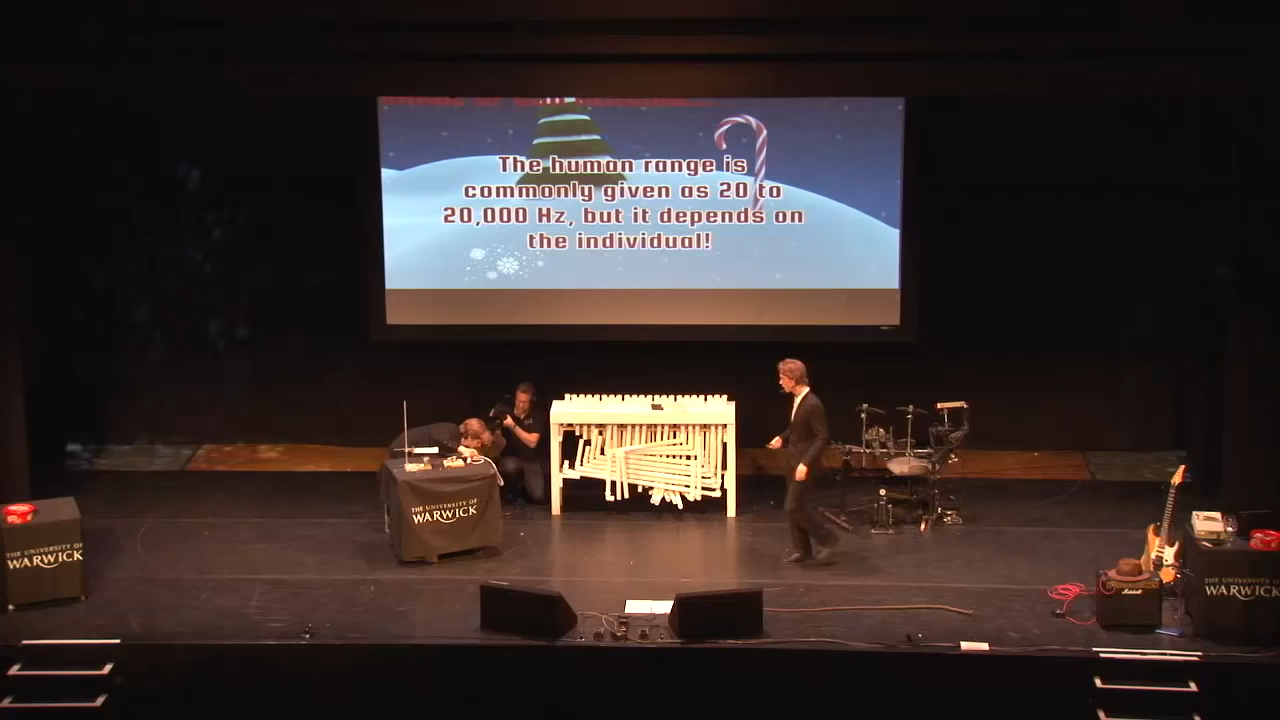 The human range is
commonly given as 20 to
20,000 Hz, but it depends on
the individual!
THE UNIVERSITY OF
WARWICK
THE UNIVERSITY OF
WARWICK
THE UNIVERSITY OF
WARWICK
Marshall